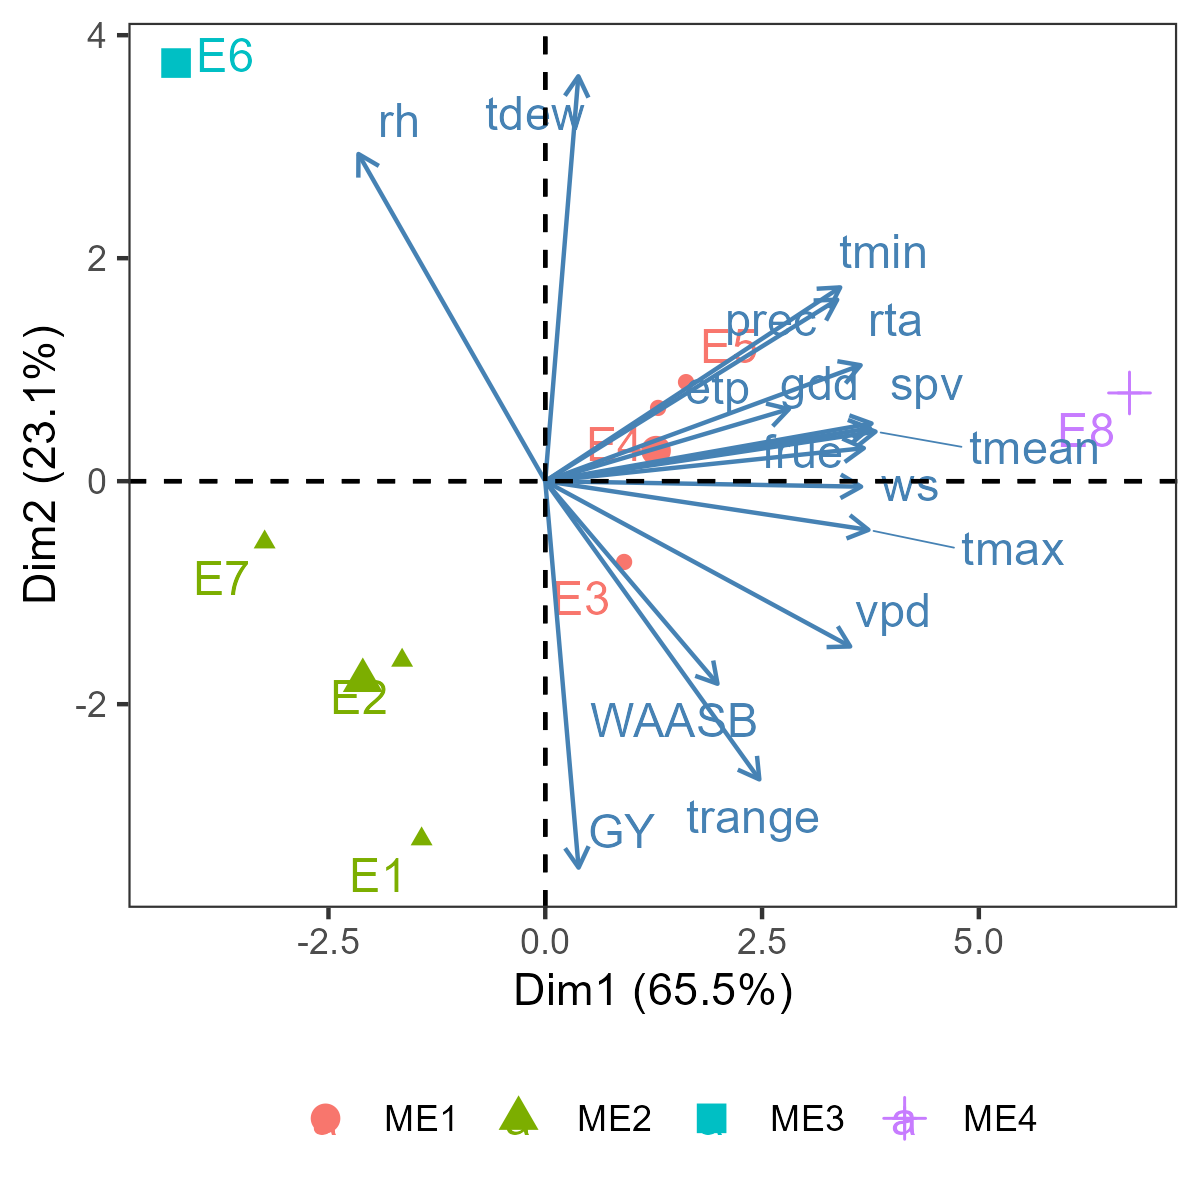 4
E6
rh
tdew
2
tmin
prec
rta
E5
etp
gdd
spv
E8
E4
frue
tmean
0
ws
tmax
E7
E3
vpd
E2
-2
WAASB
trange
GY
E1
-2.5
0.0
2.5
5.0
Dim1 (65.5%)
Dim2 (23.1%)
a ME1
a ME2
a ME3
a ME4